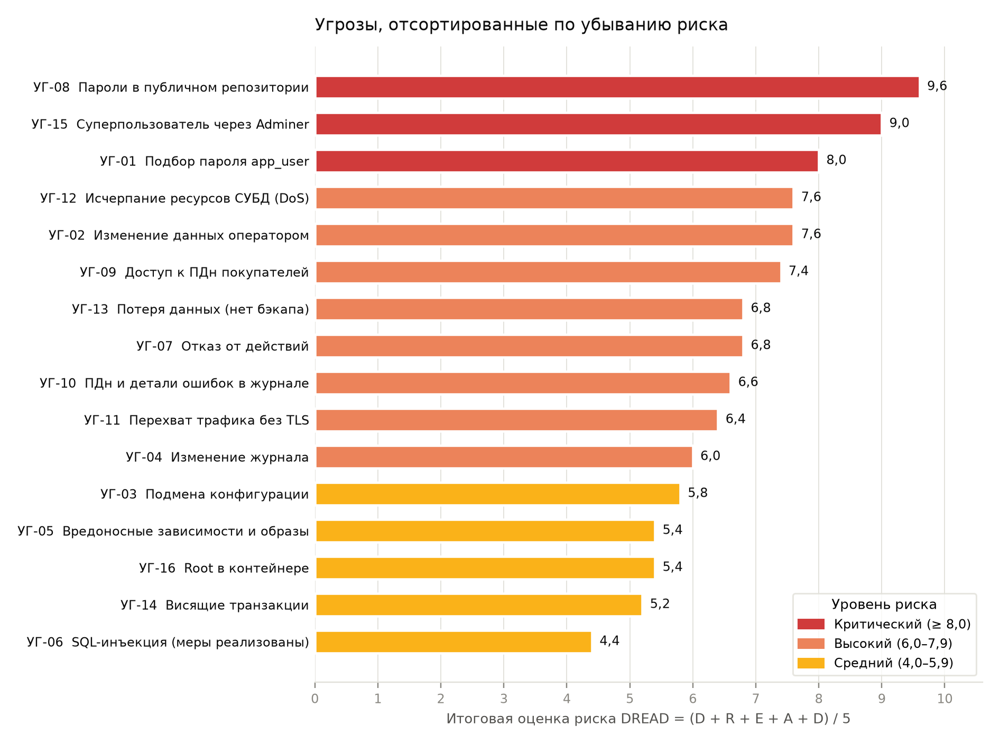 Угрозы, отсортированные по убыванию риска
УГ-08 Пароли в публичном репозитории 9,6
УГ-15 Суперпользователь через Adminer 9,0
УГ-01 Подбор пароля app_user 8,0
УГ-12 Исчерпание ресурсов СУБД (DoS) 7,6
УГ-02 Изменение данных оператором 7,6
УГ-09 Доступ к ПДн покупателей 7,4
УГ-13 Потеря данных (нет бэкапа) 6,8
УГ-07 Отказ от действий 6,8
УГ-10 ПДн и детали ошибок в журнале 6,6
УГ-11 Перехват трафика без TLS 6,4
УГ-04 Изменение журнала 6,0
УГ-03 Подмена конфигурации 5,8
УГ-05 Вредоносные зависимости и образы 5,4
УГ-16 Root в контейнере 5,4
УГ-14 Висящие транзакции 5,2
УГ-06 SQL-инъекция (меры реализованы) 4,4
Уровень риска
Критический (≥ 8,0)
Высокий (6,0–7,9)
Средний (4,0–5,9)
0 1 2 3 4 5 6 7 8 9 10
Итоговая оценка риска DREAD = (D + R + E + A + D) / 5